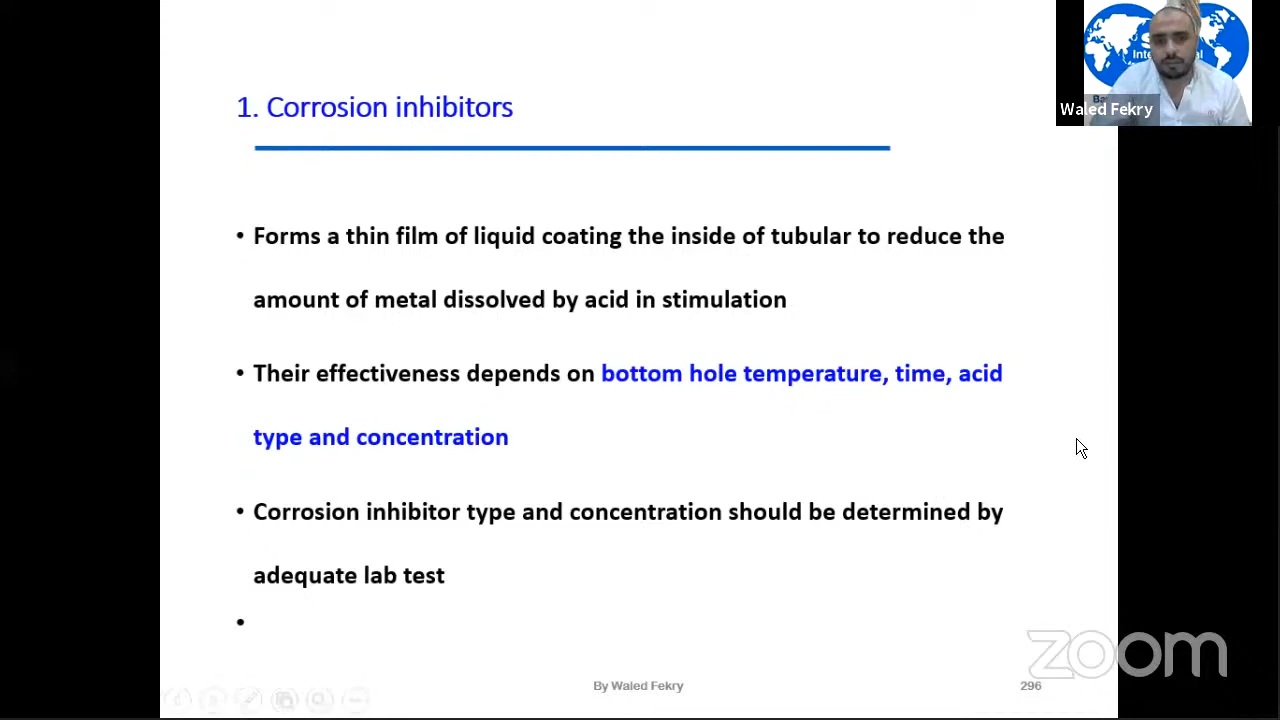 1. Corrosion inhibitors
• Forms a thin film of liquid coating the inside of tubular to reduce the
amount of metal dissolved by acid in stimulation
• Their effectiveness depends on bottom hole temperature, time, acid
type and concentration
• Corrosion inhibitor type and concentration should be determined by
adequate lab test
•
By Waled Fekry
296
Waled Fekry
zoom